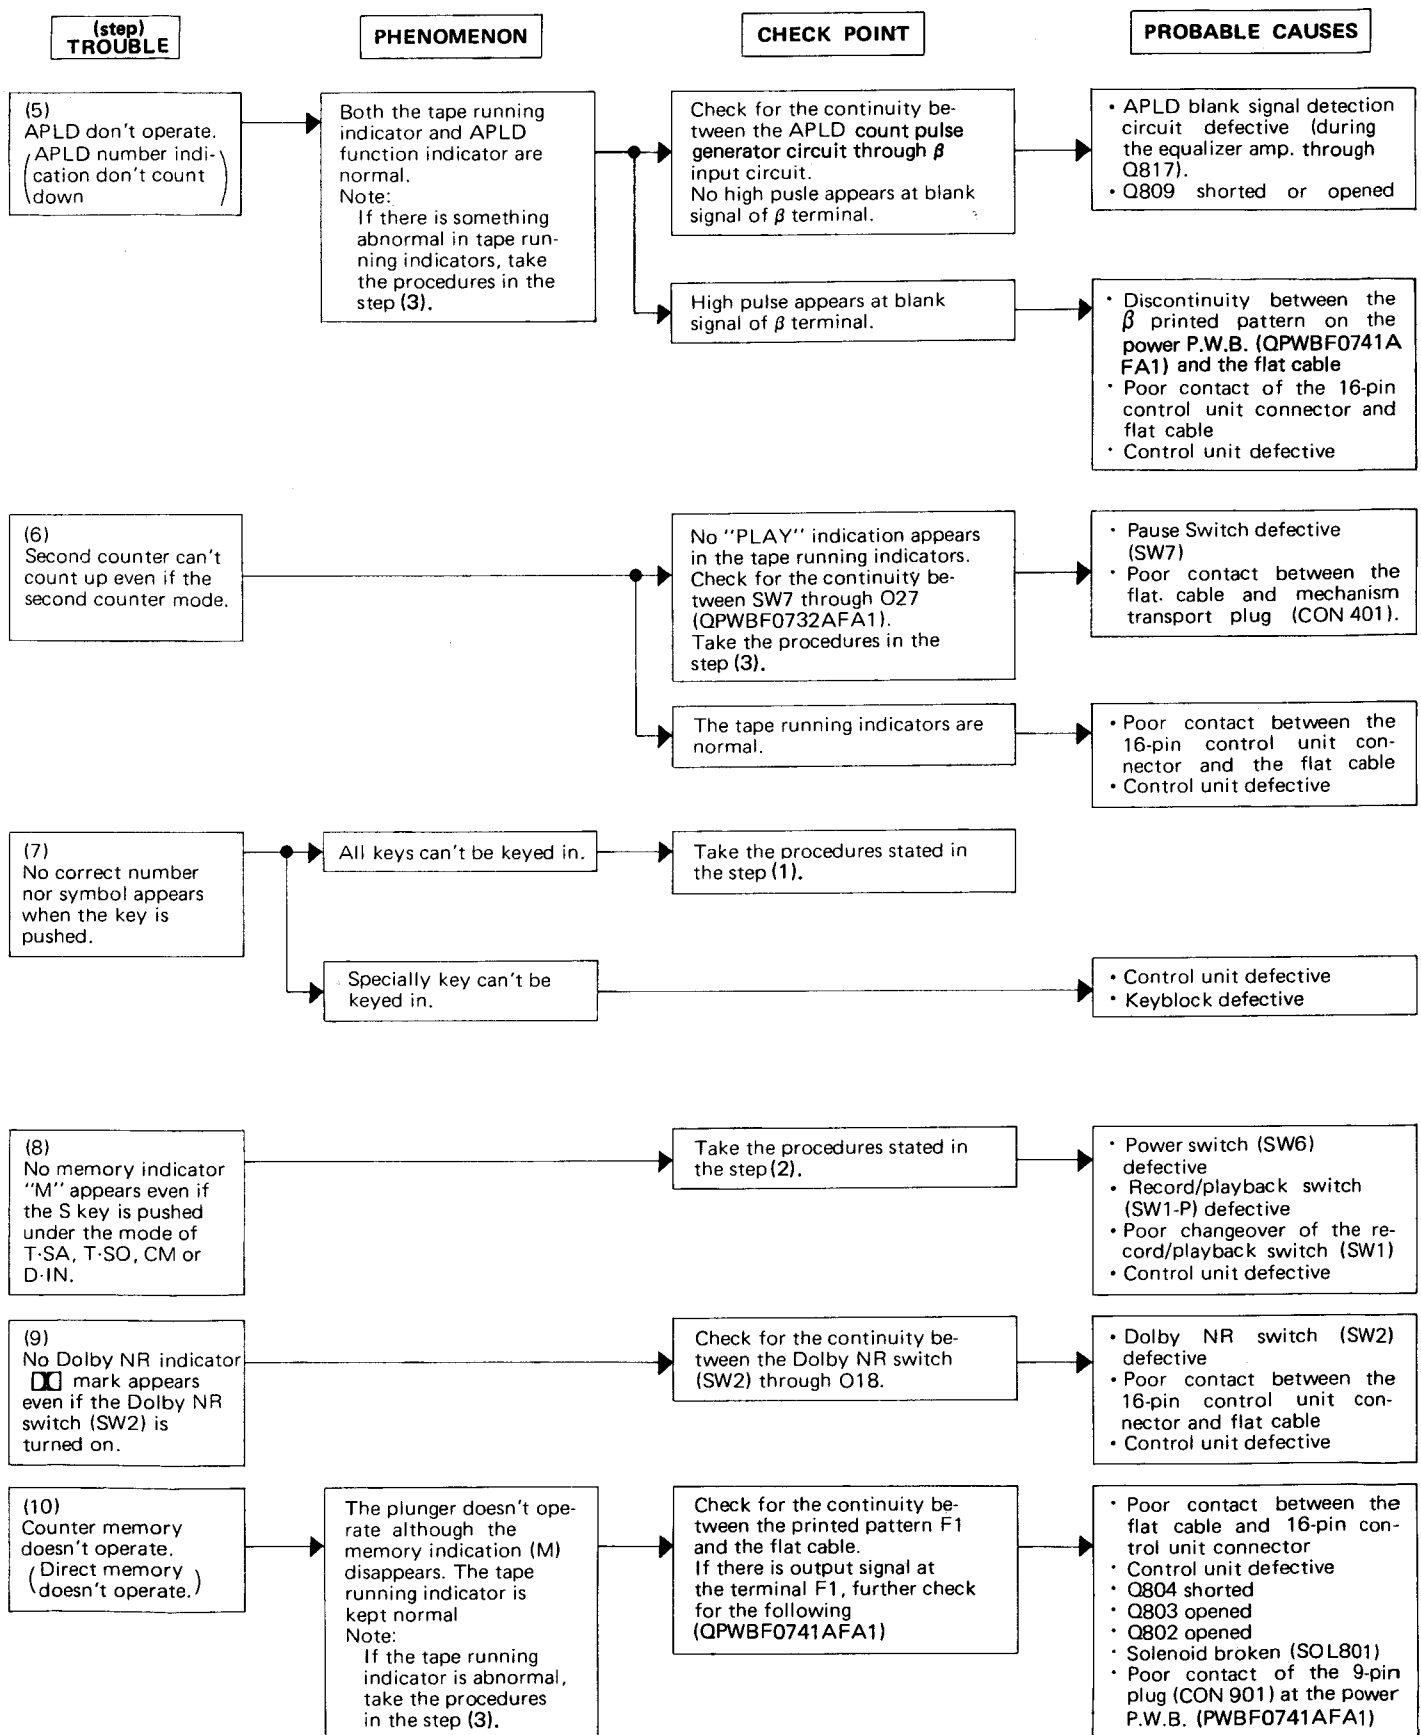 (step)
TROUBLE
PHENOMENON
CHECK POINT
PROBABLE CAUSES
(5)
APLD don't operate.
(APLD number indi-
cation don't count
down)
Both the tape running
indicator and APLD
function indicator are
normal.
Note:
If there is something
abnormal in tape run-
ning indicators, take
the procedures in the
step (3).
Check for the continuity be-
tween the APLD count pulse
generator circuit through β
input circuit.
No high pusle appears at blank
signal of β terminal.
• APLD blank signal detection
circuit defective (during
the equalizer amp. through
Q817).
• Q809 shorted or opened
High pulse appears at blank
signal of β terminal.
• Discontinuity between the
β printed pattern on the
power P.W.B. (QPWBF0741A
FA1) and the flat cable
• Poor contact of the 16-pin
control unit connector and
flat cable
• Control unit defective
(6)
Second counter can't
count up even if the
second counter mode.
No "PLAY" indication appears
in the tape running indicators.
Check for the continuity be-
tween SW7 through O27
(QPWBF0732AFA1).
Take the procedures in the
step (3).
• Pause Switch defective
(SW7)
• Poor contact between the
flat. cable and mechanism
transport plug (CON 401).
The tape running indicators are
normal.
• Poor contact between the
16-pin control unit con-
nector and the flat cable
• Control unit defective
(7)
No correct number
nor symbol appears
when the key is
pushed.
All keys can't be keyed in.
Take the procedures stated in
the step (1).
Specially key can't be
keyed in.
• Control unit defective
• Keyblock defective
(8)
No memory indicator
"M" appears even if
the S key is pushed
under the mode of
T·SA, T·SO, CM or
D·IN.
Take the procedures stated in
the step (2).
• Power switch (SW6)
defective
• Record/playback switch
(SW1-P) defective
• Poor changeover of the re-
cord/playback switch (SW1)
• Control unit defective
(9)
No Dolby NR indicator
mark appears
even if the Dolby NR
switch (SW2) is
turned on.
Check for the continuity be-
tween the Dolby NR switch
(SW2) through O18.
• Dolby NR switch (SW2)
defective
• Poor contact between the
16-pin control unit con-
nector and flat cable
• Control unit defective
(10)
Counter memory
doesn't operate.
(Direct memory
doesn't operate.)
The plunger doesn't ope-
rate although the
memory indication (M)
disappears. The tape
running indicator is
kept normal
Note:
If the tape running
indicator is abnormal,
take the procedures
in the step (3).
Check for the continuity be-
tween the printed pattern F1
and the flat cable.
If there is output signal at
the terminal F1, further check
for the following
(QPWBF0741AFA1)
• Poor contact between the
flat cable and 16-pin con-
trol unit connector
• Control unit defective
• Q804 shorted
• Q803 opened
• Q802 opened
• Solenoid broken (SOL801)
• Poor contact of the 9-pin
plug (CON 901) at the power
P.W.B. (PWBF0741AFA1)